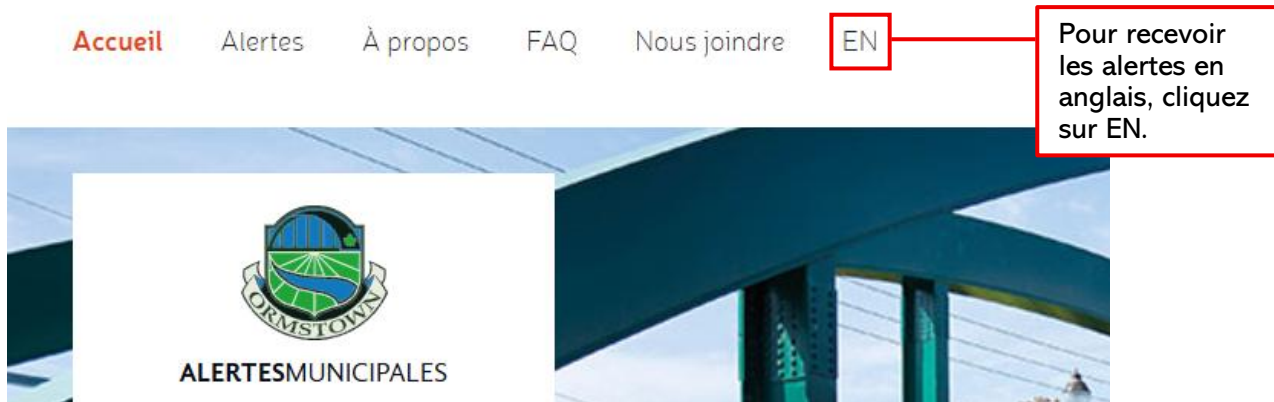 Accueil Alertes À propos FAQ Nous joindre EN
Pour recevoir
les alertes en
anglais, cliquez
sur EN.
ORMSTOWN
ALERTESMUNICIPALES